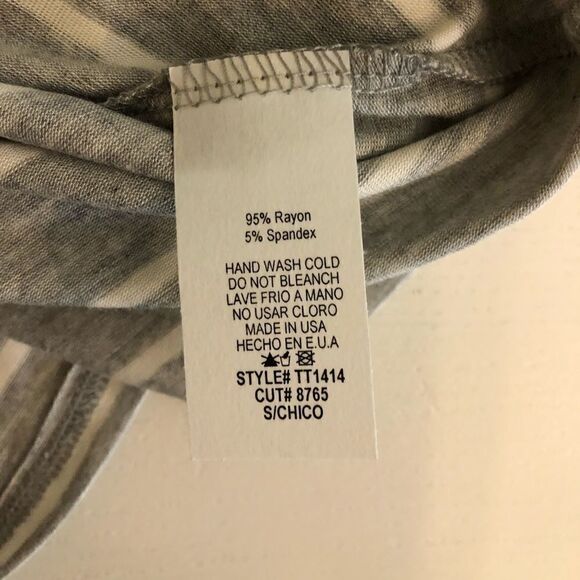 95% Rayon
5% Spandex
HAND WASH COLD
DO NOT BLEANCH
LAVE FRIO A MANO
NO USAR CLORO
MADE IN USA
HECHO EN E.U.A
STYLE# TT1414
CUT# 8765
S/CHICO